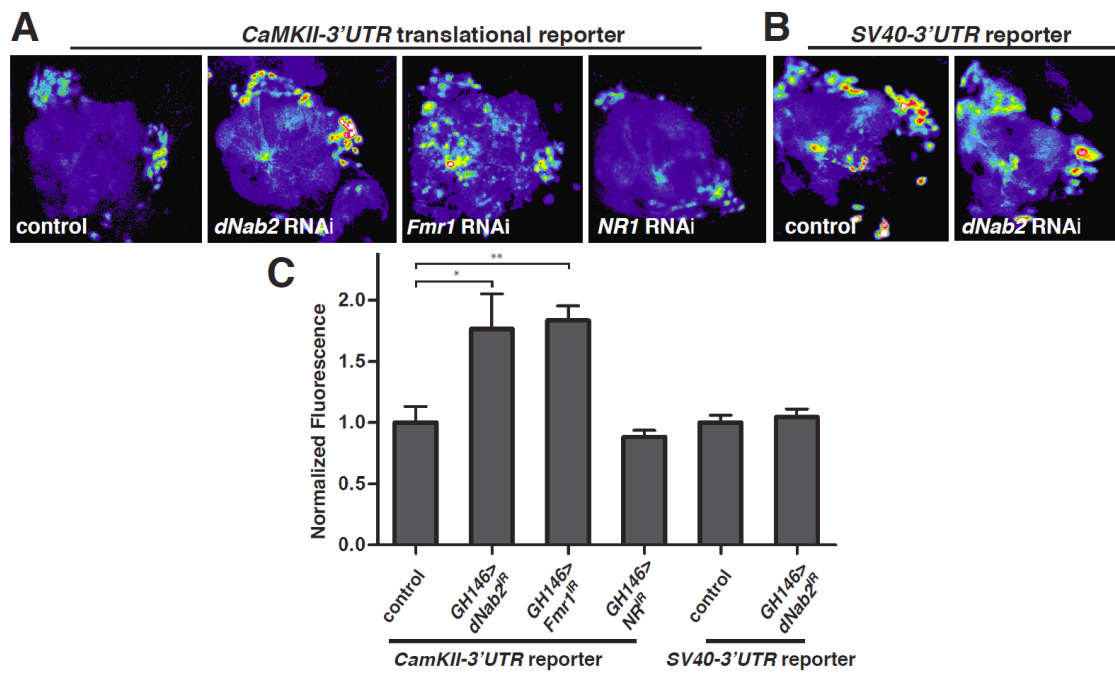 A
CaMKII-3'UTR translational reporter
B
SV40-3'UTR reporter
control
dNab2 RNAi
Fmr1 RNAi
NR1 RNAi
control
dNab2 RNAi
C
**
*
Normalized Fluorescence
2.0
1.5
1.0
0.5
0.0
control
GH146>
dNab2IR
GH146>
Fmr1IR
GH146>
NRIR
control
GH146>
dNab2IR
CamKII-3'UTR reporter
SV40-3'UTR reporter